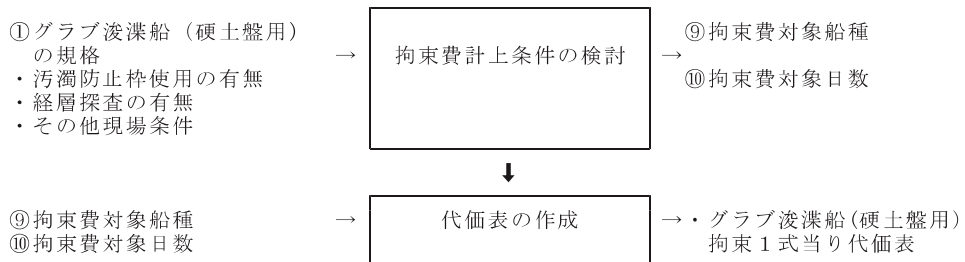 ①グラブ浚渫船（硬土盤用）
の規格
・汚濁防止枠使用の有無
・経層探査の有無
・その他現場条件
→
拘束費計上条件の検討
→
⑨拘束費対象船種
⑩拘束費対象日数
⬇
⑨拘束費対象船種
⑩拘束費対象日数
→
代価表の作成
→・グラブ浚渫船(硬土盤用)
拘束１式当り代価表